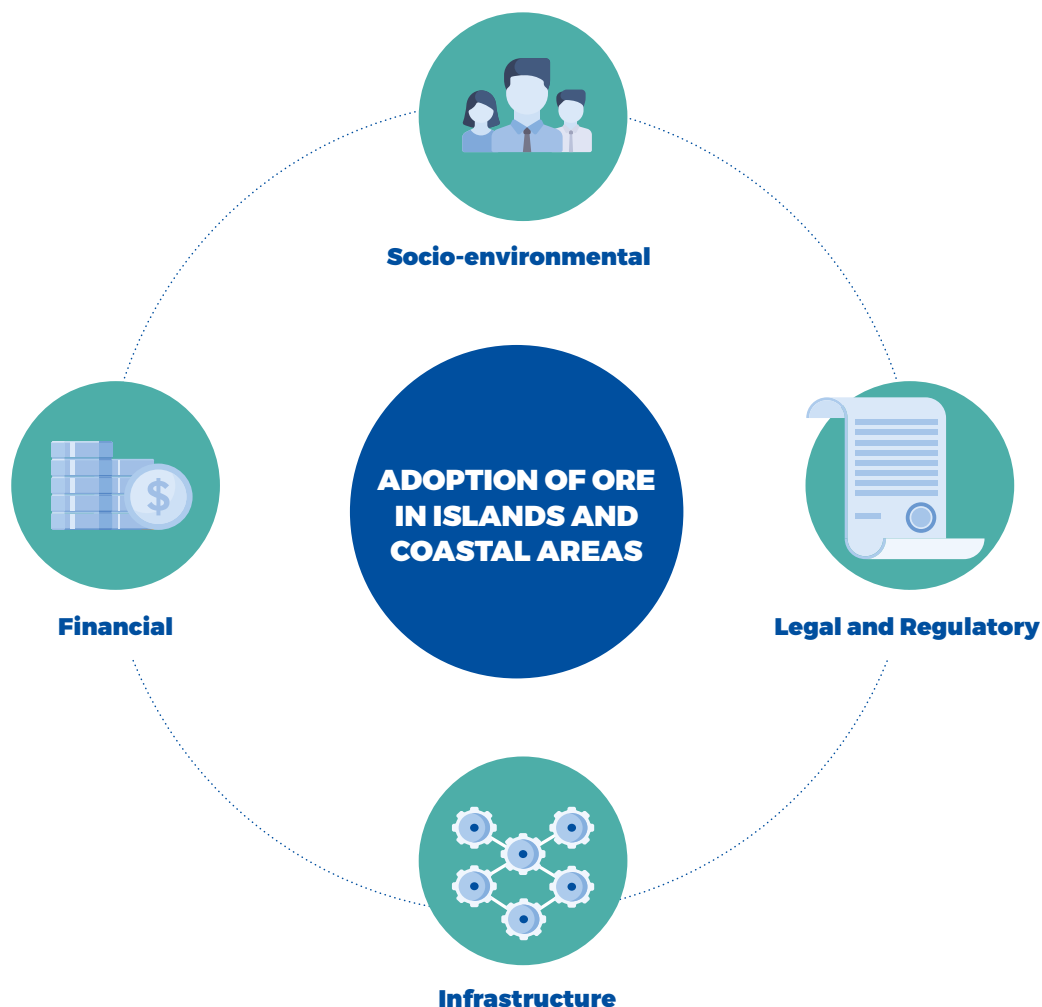 Socio-environmental
ADOPTION OF ORE
IN ISLANDS AND
COASTAL AREAS
$
Financial
Legal and Regulatory
Infrastructure